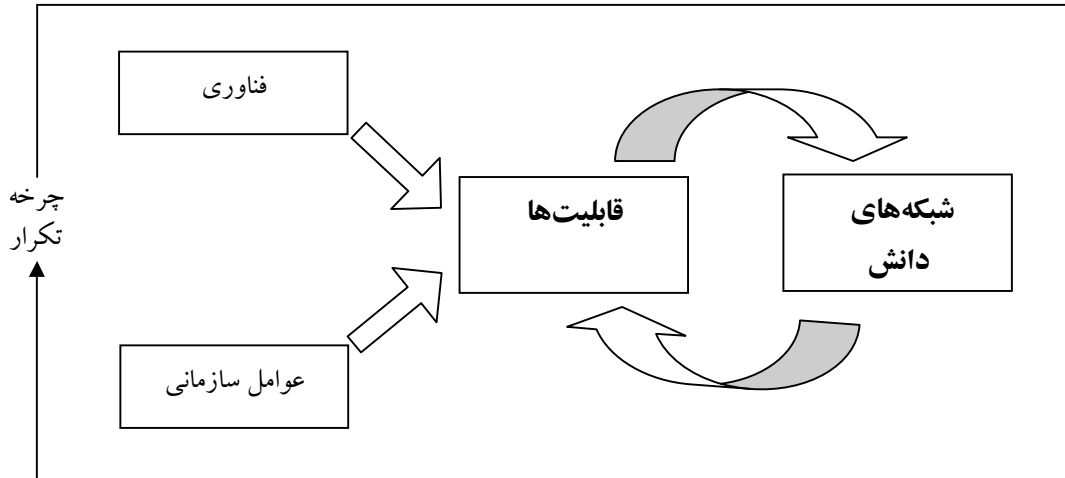 فناوری
قابلیت‌ها
شبکه‌های
دانش
چرخه
تکرار
عوامل سازمانی